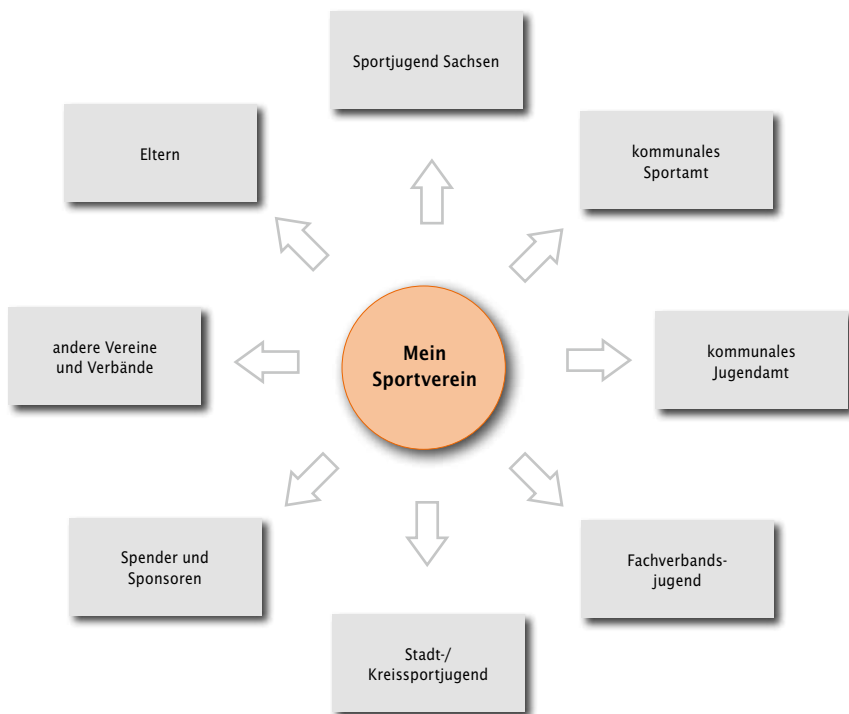 Sportjugend Sachsen
Eltern
kommunales
Sportamt
andere Vereine
und Verbände
Mein
Sportverein
kommunales
Jugendamt
Spender und
Sponsoren
Fachverbands-
jugend
Stadt-/
Kreissportjugend